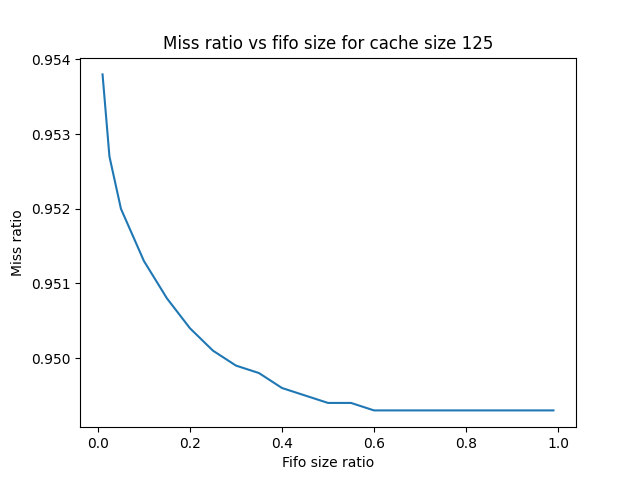 Miss ratio vs fifo size for cache size 125
0.954
0.953
0.952
0.951
0.950
Miss ratio
0.0 0.2 0.4 0.6 0.8 1.0
Fifo size ratio